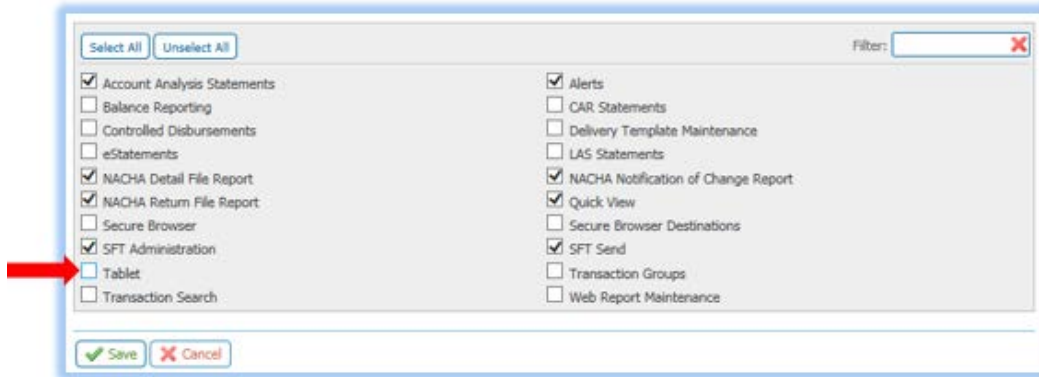 Select All Unselect All Filter:
Account Analysis Statements Alerts
Balance Reporting CAR Statements
Controlled Disbursements Delivery Template Maintenance
eStatements LAS Statements
NACHA Detail File Report NACHA Notification of Change Report
NACHA Return File Report Quick View
Secure Browser Secure Browser Destinations
SFT Administration SFT Send
Tablet Transaction Groups
Transaction Search Web Report Maintenance
Save Cancel